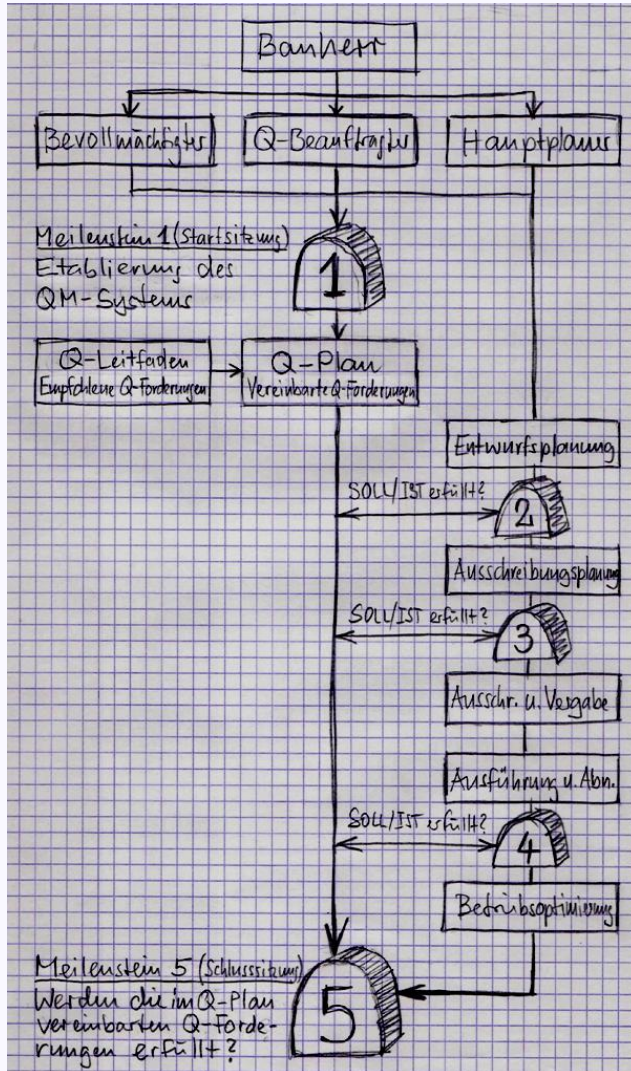 Bauherr
Bevollmächtigter
Q-Beauftragter
Hauptplaner
Meilenstein 1 (Startsitzung)
Etablierung des
QM-Systems
1
Q-Leitfaden
Empfohlene Q-Forderungen
Q-Plan
Vereinbarte Q-Forderungen
Entwurfsplanung
SOLL/IST erfüllt?
2
Ausschreibungsplanung
SOLL/IST erfüllt?
3
Ausschr. u. Vergabe
Ausführung u. Abn.
SOLL/IST erfüllt?
4
Betriebsoptimierung
Meilenstein 5 (Schlusssitzung)
Werden die im Q-Plan
vereinbarten Q-Forde-
rungen erfüllt?
5